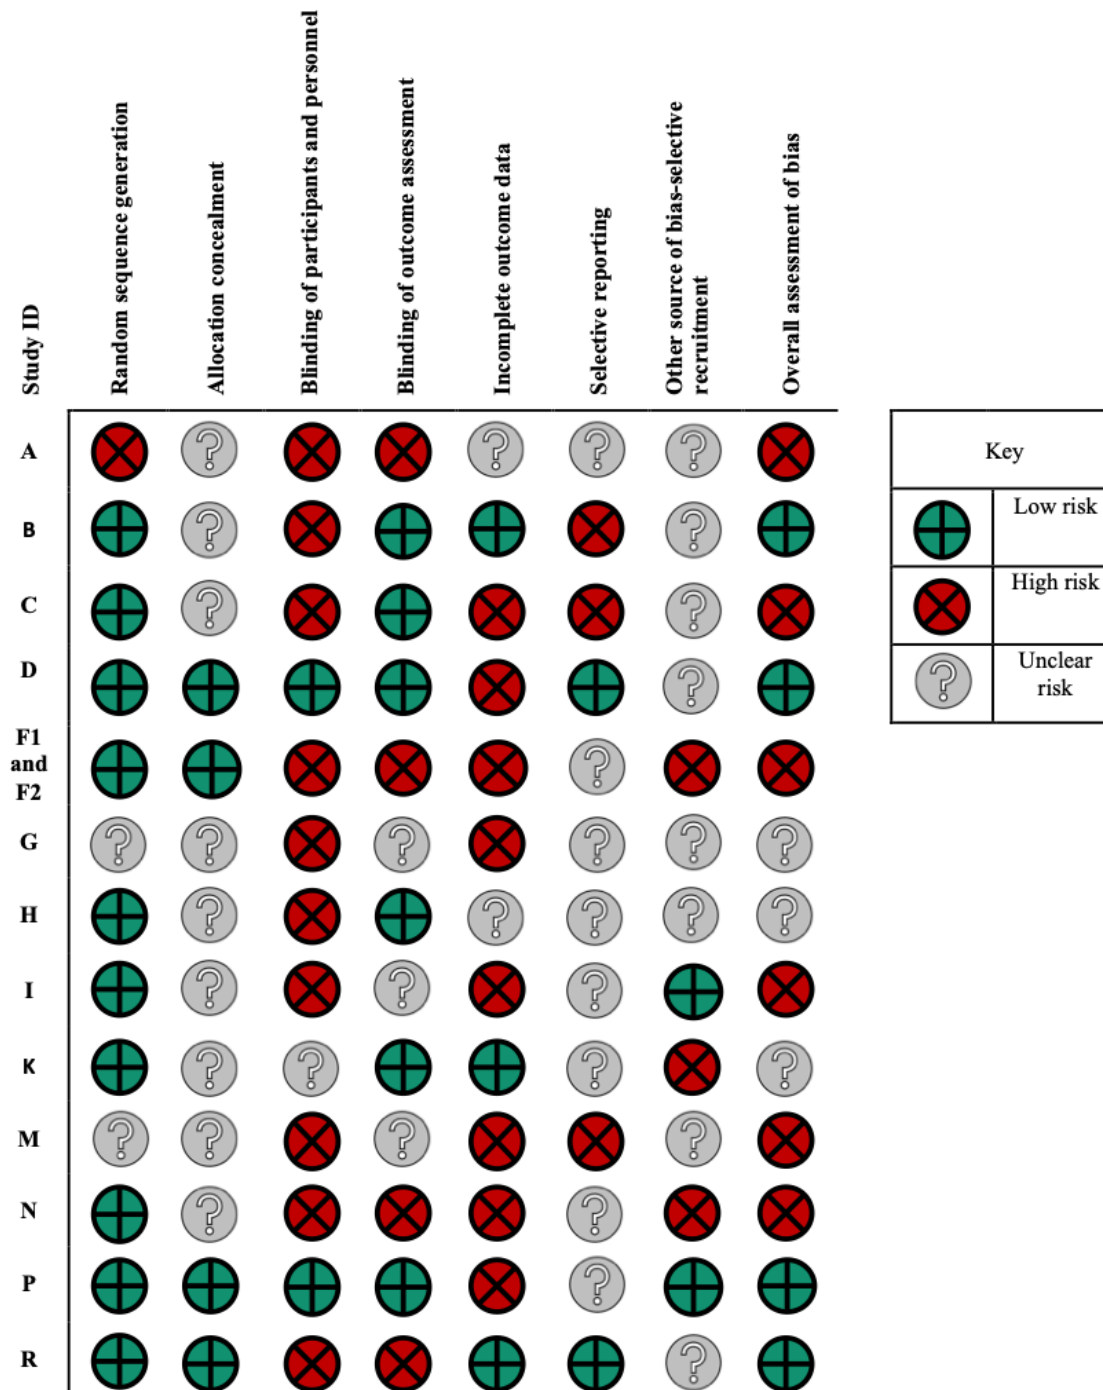 Study ID
Random sequence generation
Allocation concealment
Blinding of participants and personnel
Blinding of outcome assessment
Incomplete outcome data
Selective reporting
Other source of bias-selective
recruitment
Overall assessment of bias
A
? ? ? ?
B
? ?
C
? ?
D
?
F1
and
F2
?
G
? ? ? ? ? ?
H
? ? ? ? ?
I
? ? ?
K
? ? ? ?
M
? ? ? ?
N
? ?
P
?
R
?
Key
Low risk
High risk
? Unclear
risk